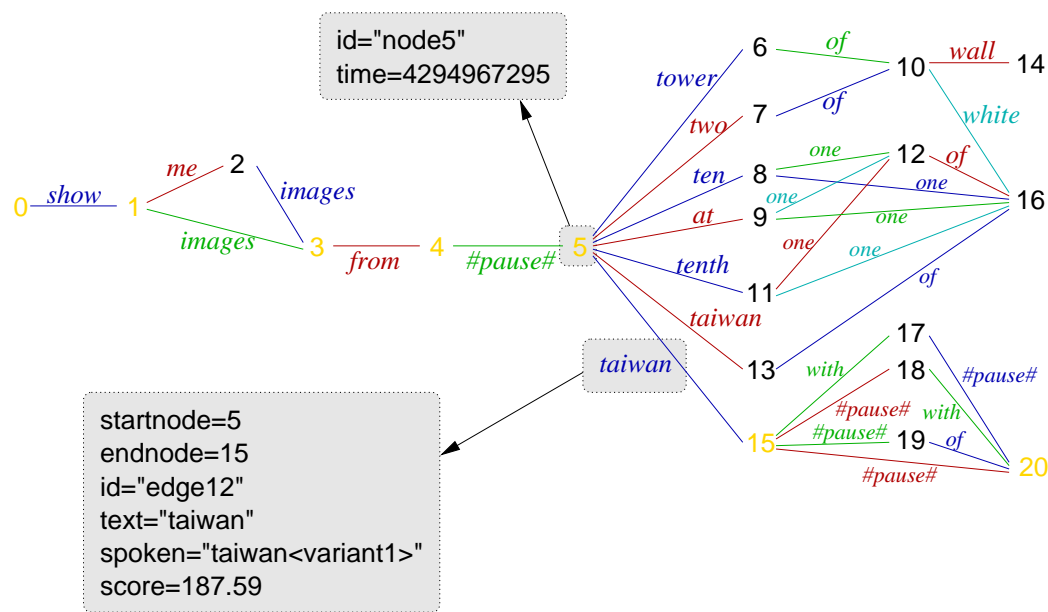 id="node5"
time=4294967295
6
of
10
wall
14
tower
7
of
two
white
me
2
images
8
one
12
of
ten
one
0
show
1
one
16
at
9
one
images
3
from
4
#pause#
5
one
tenth
one
11
of
taiwan
17
taiwan
13
with
18
#pause#
#pause#
with
#pause#
15
19
of
20
#pause#
startnode=5
endnode=15
id="edge12"
text="taiwan"
spoken="taiwan<variant1>"
score=187.59